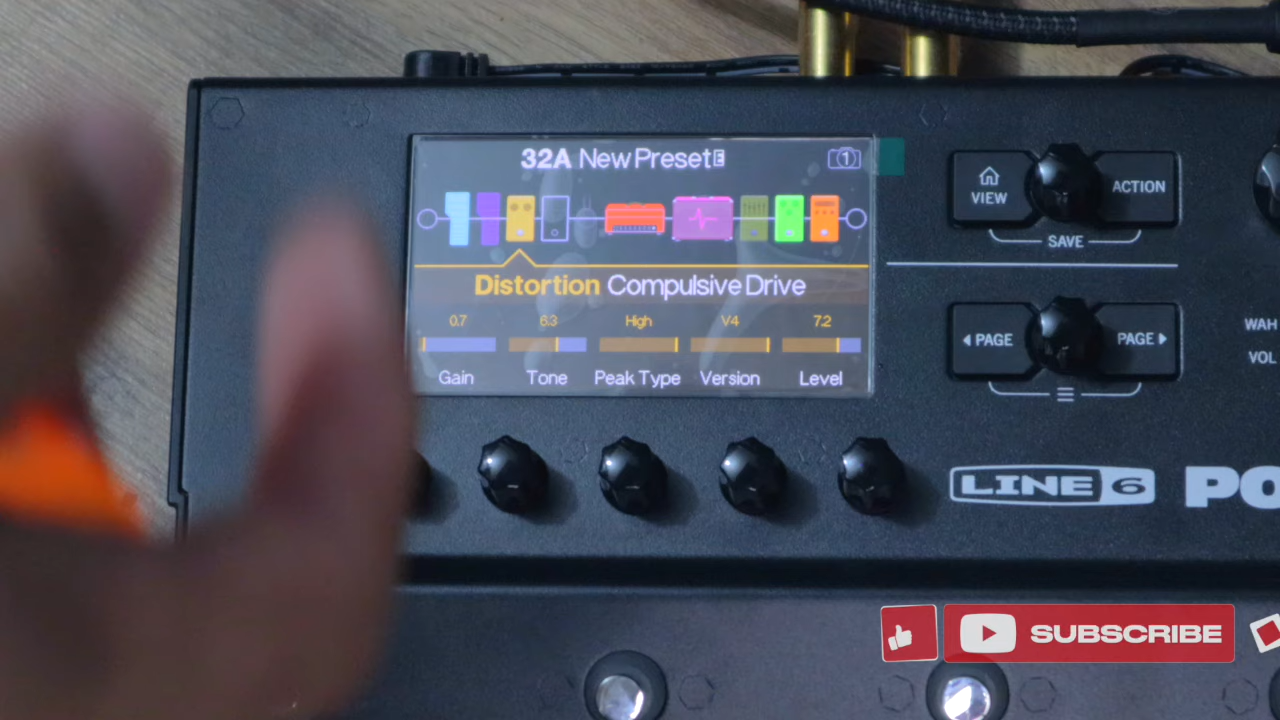 32A New Preset E
1
Distortion Compulsive Drive
0.7 6.3 High V4 7.2
Gain Tone Peak Type Version Level
VIEW
ACTION
SAVE
PAGE
PAGE
WAH
VOL
LINE 6
PO
SUBSCRIBE